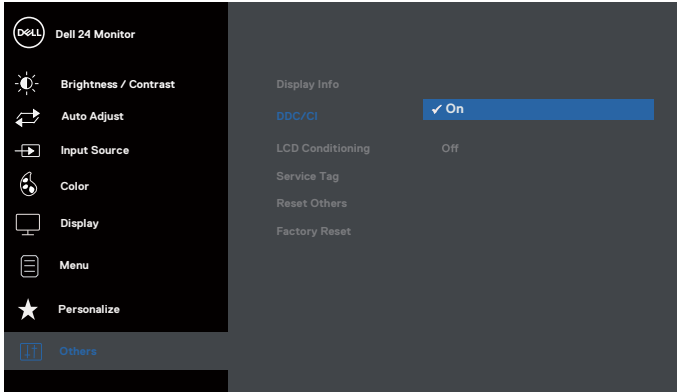 DELL
Dell 24 Monitor
Brightness / Contrast
Auto Adjust
Input Source
Color
Display
Menu
Personalize
Others
Display Info
DDC/CI
✓ On
LCD Conditioning
Off
Service Tag
Reset Others
Factory Reset